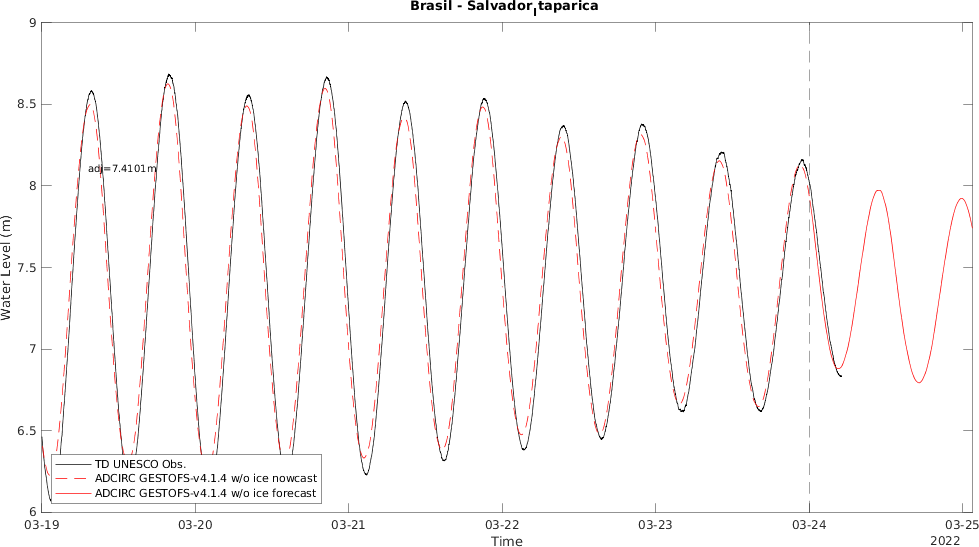 Brasil - Salvador Itaparica
9
8.5
8
7.5
7
6.5
6
Water Level (m)
adj=7.4101m
TD UNESCO Obs.
ADCIRC GESTOFS-v4.1.4 w/o ice nowcast
ADCIRC GESTOFS-v4.1.4 w/o ice forecast
03-19
03-20
03-21
03-22
03-23
03-24
03-25
Time
2022